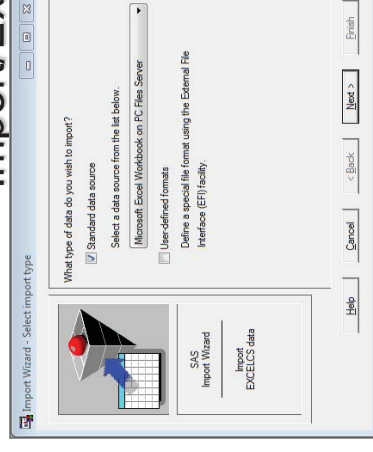 Import Wizard - Select import type
What type of data do you wish to import?
Standard data source
Select a data source from the list below.
Microsoft Excel Workbook on PC Files Server
User-defined formats
Define a special file format using the External File
Interface (EFI) facility.
SAS
Import Wizard
Import
EXCELCS data
Help
Cancel
< Back
Next >
Finish